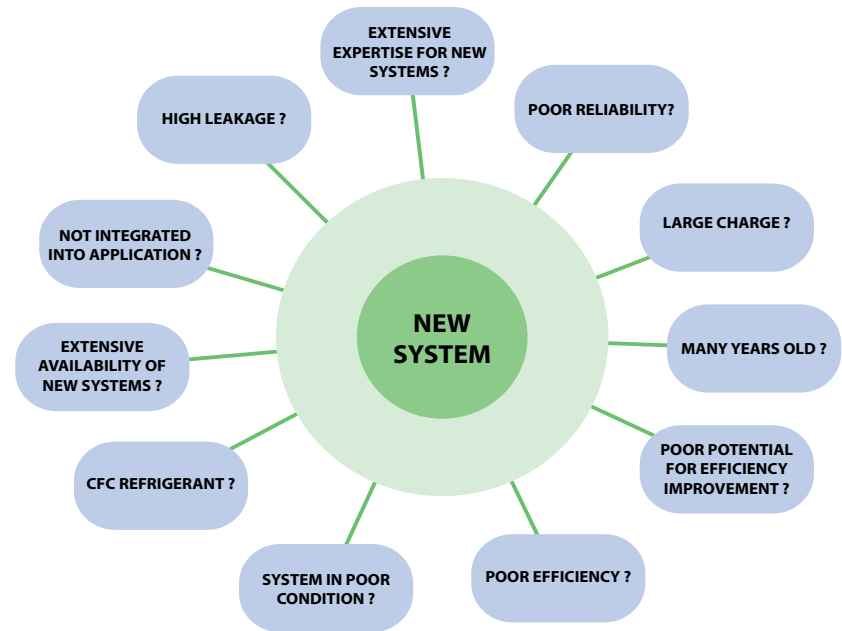 EXTENSIVE
EXPERTISE FOR NEW
SYSTEMS ?
POOR RELIABILITY?
HIGH LEAKAGE ?
LARGE CHARGE ?
NOT INTEGRATED
INTO APPLICATION ?
NEW
SYSTEM
MANY YEARS OLD ?
EXTENSIVE
AVAILABILITY OF
NEW SYSTEMS ?
POOR POTENTIAL
FOR EFFICIENCY
IMPROVEMENT ?
CFC REFRIGERANT ?
POOR EFFICIENCY ?
SYSTEM IN POOR
CONDITION ?